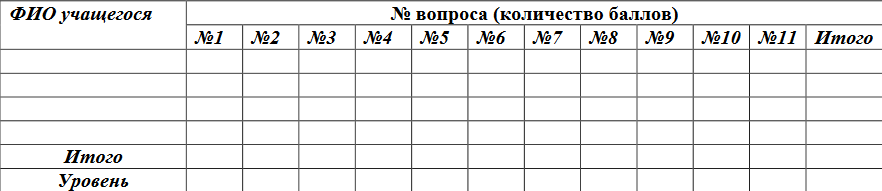 ФИО учащегося № вопроса (количество баллов)
№1 №2 №3 №4 №5 №6 №7 №8 №9 №10 №11 Итого
Итого
Уровень